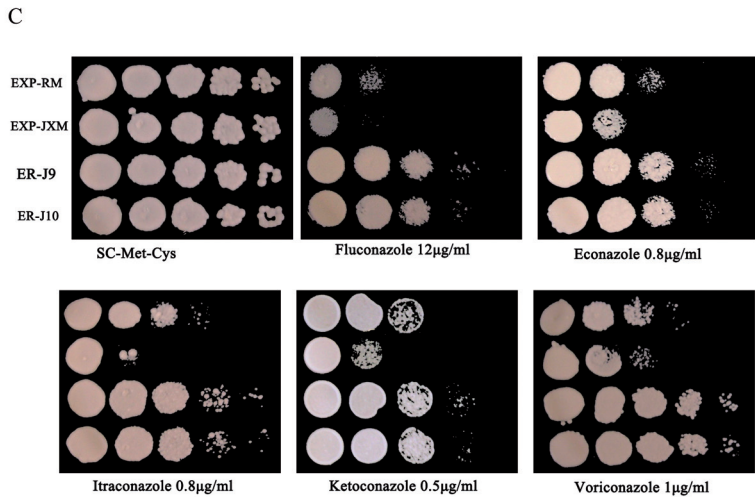 C
EXP-RM
EXP-JXM
ER-J9
ER-J10
SC-Met-Cys
Fluconazole 12μg/ml
Econazole 0.8μg/ml
Itraconazole 0.8μg/ml
Ketoconazole 0.5μg/ml
Voriconazole 1μg/ml